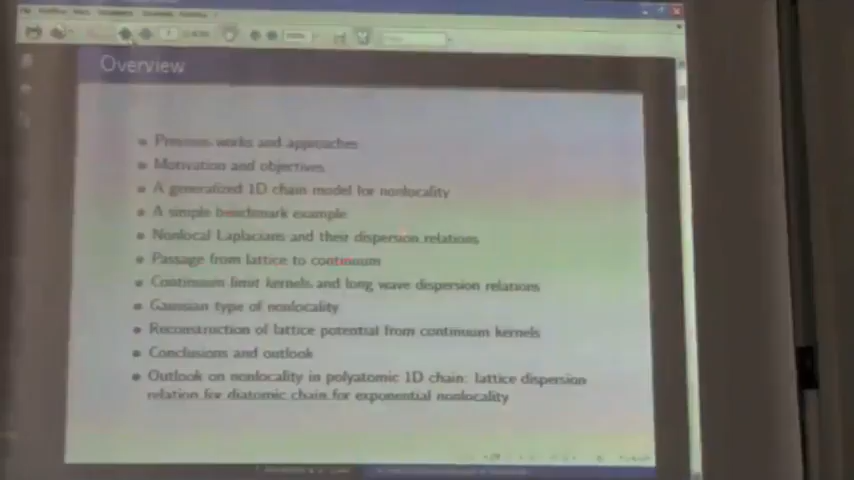 Overview
Previous works and approaches
Motivation and objectives
A generalized 1D chain model for nonlocality
A simple benchmark example
Nonlocal Laplacians and their dispersion relations
Passage from lattice to continuum
Continuum limit kernels and long wave dispersion relations
Gaussian type of nonlocality
Reconstruction of lattice potential from continuum kernels
Conclusions and outlook
Outlook on nonlocality in polyatomic 1D chain: lattice dispersion
relation for diatomic chain for exponential nonlocality